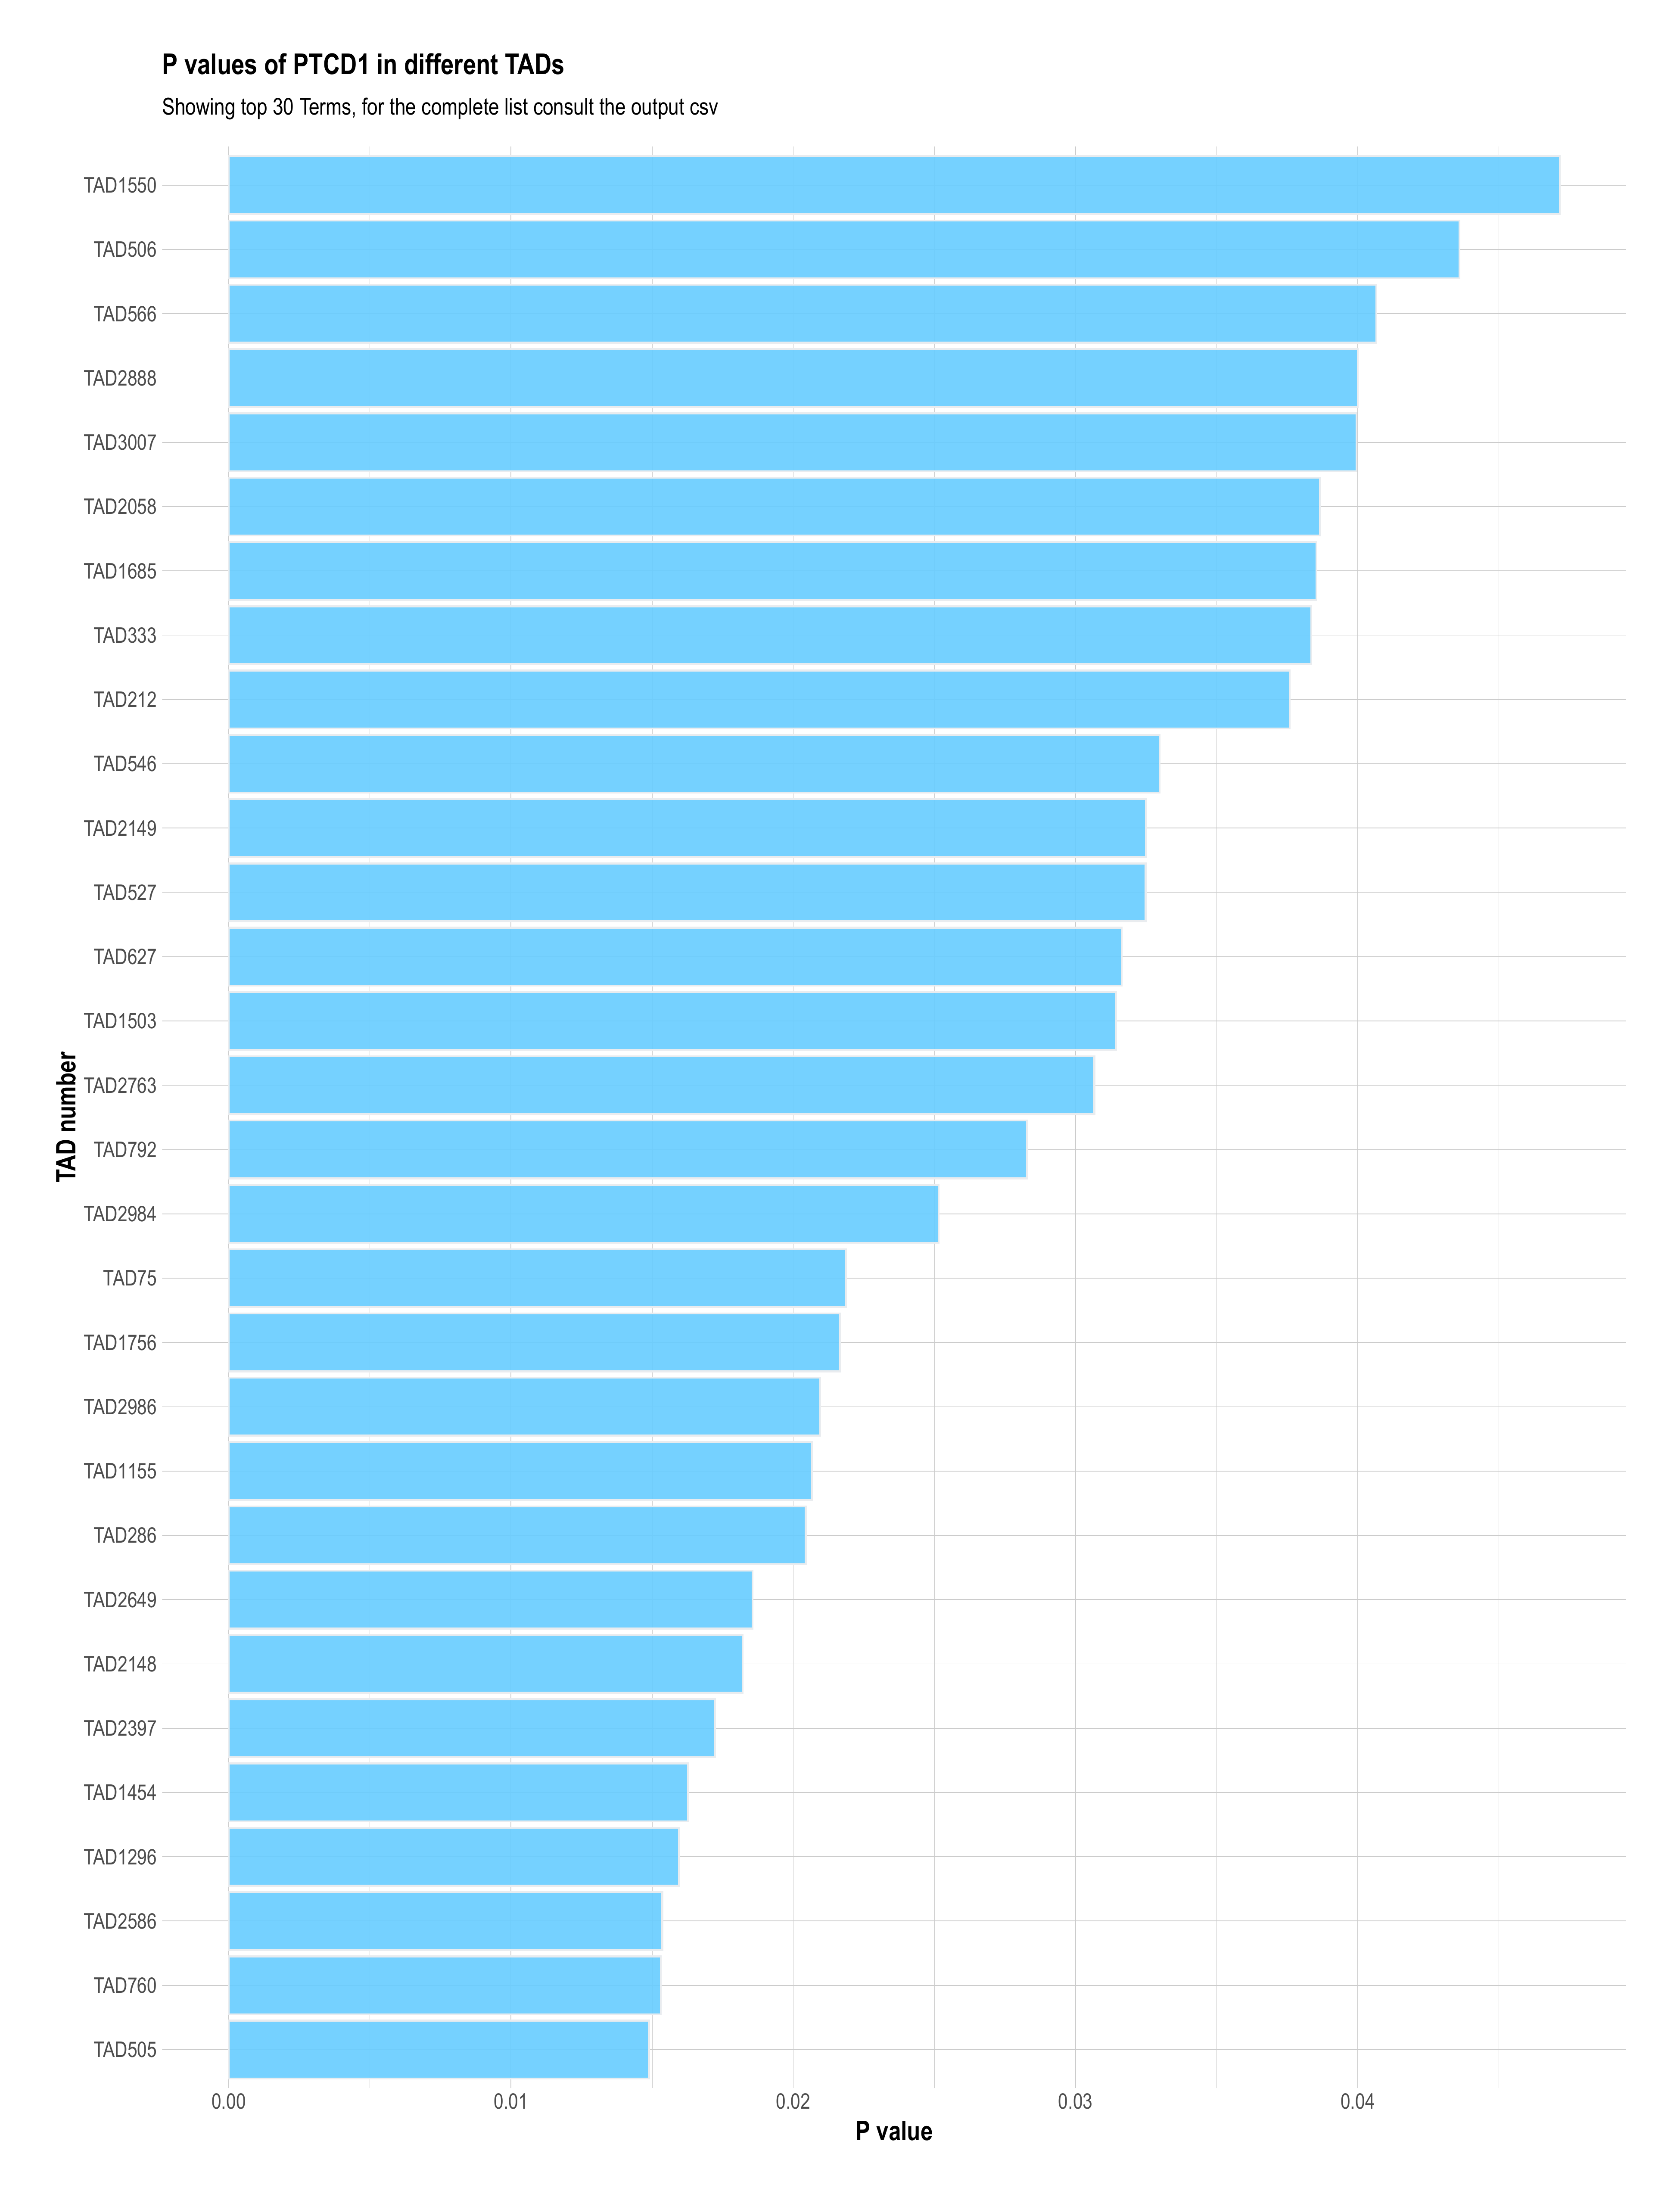 P values of PTCD1 in different TADs
Showing top 30 Terms, for the complete list consult the output csv
TAD1550
TAD506
TAD566
TAD2888
TAD3007
TAD2058
TAD1685
TAD333
TAD212
TAD546
TAD2149
TAD527
TAD627
TAD1503
TAD2763
TAD792
TAD2984
TAD75
TAD1756
TAD2986
TAD1155
TAD286
TAD2649
TAD2148
TAD2397
TAD1454
TAD1296
TAD2586
TAD760
TAD505
TAD number
0.00 0.01 0.02 0.03 0.04
P value